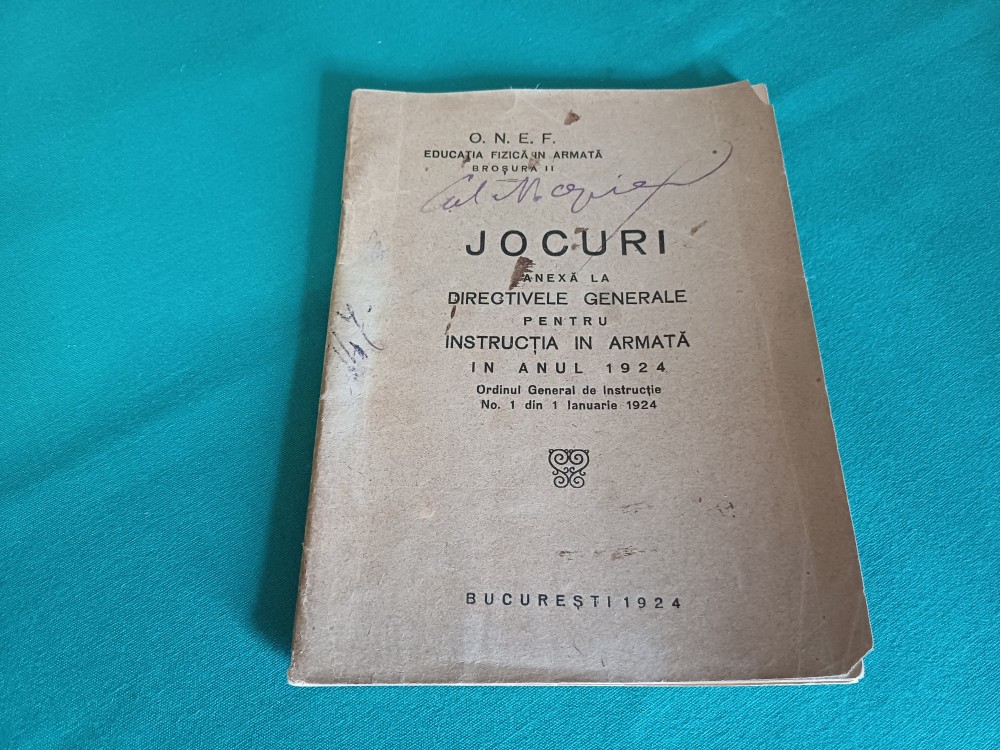 O. N. E. F.
EDUCAȚIA FIZICĂ IN ARMATĂ
BROȘURA II
JOCURI
ANEXĂ LA
DIRECTIVELE GENERALE
PENTRU
INSTRUCȚIA IN ARMATĂ
IN ANUL 1924
Ordinul General de Instrucție
No. 1 din 1 Ianuarie 1924
BUCUREȘTI 1924